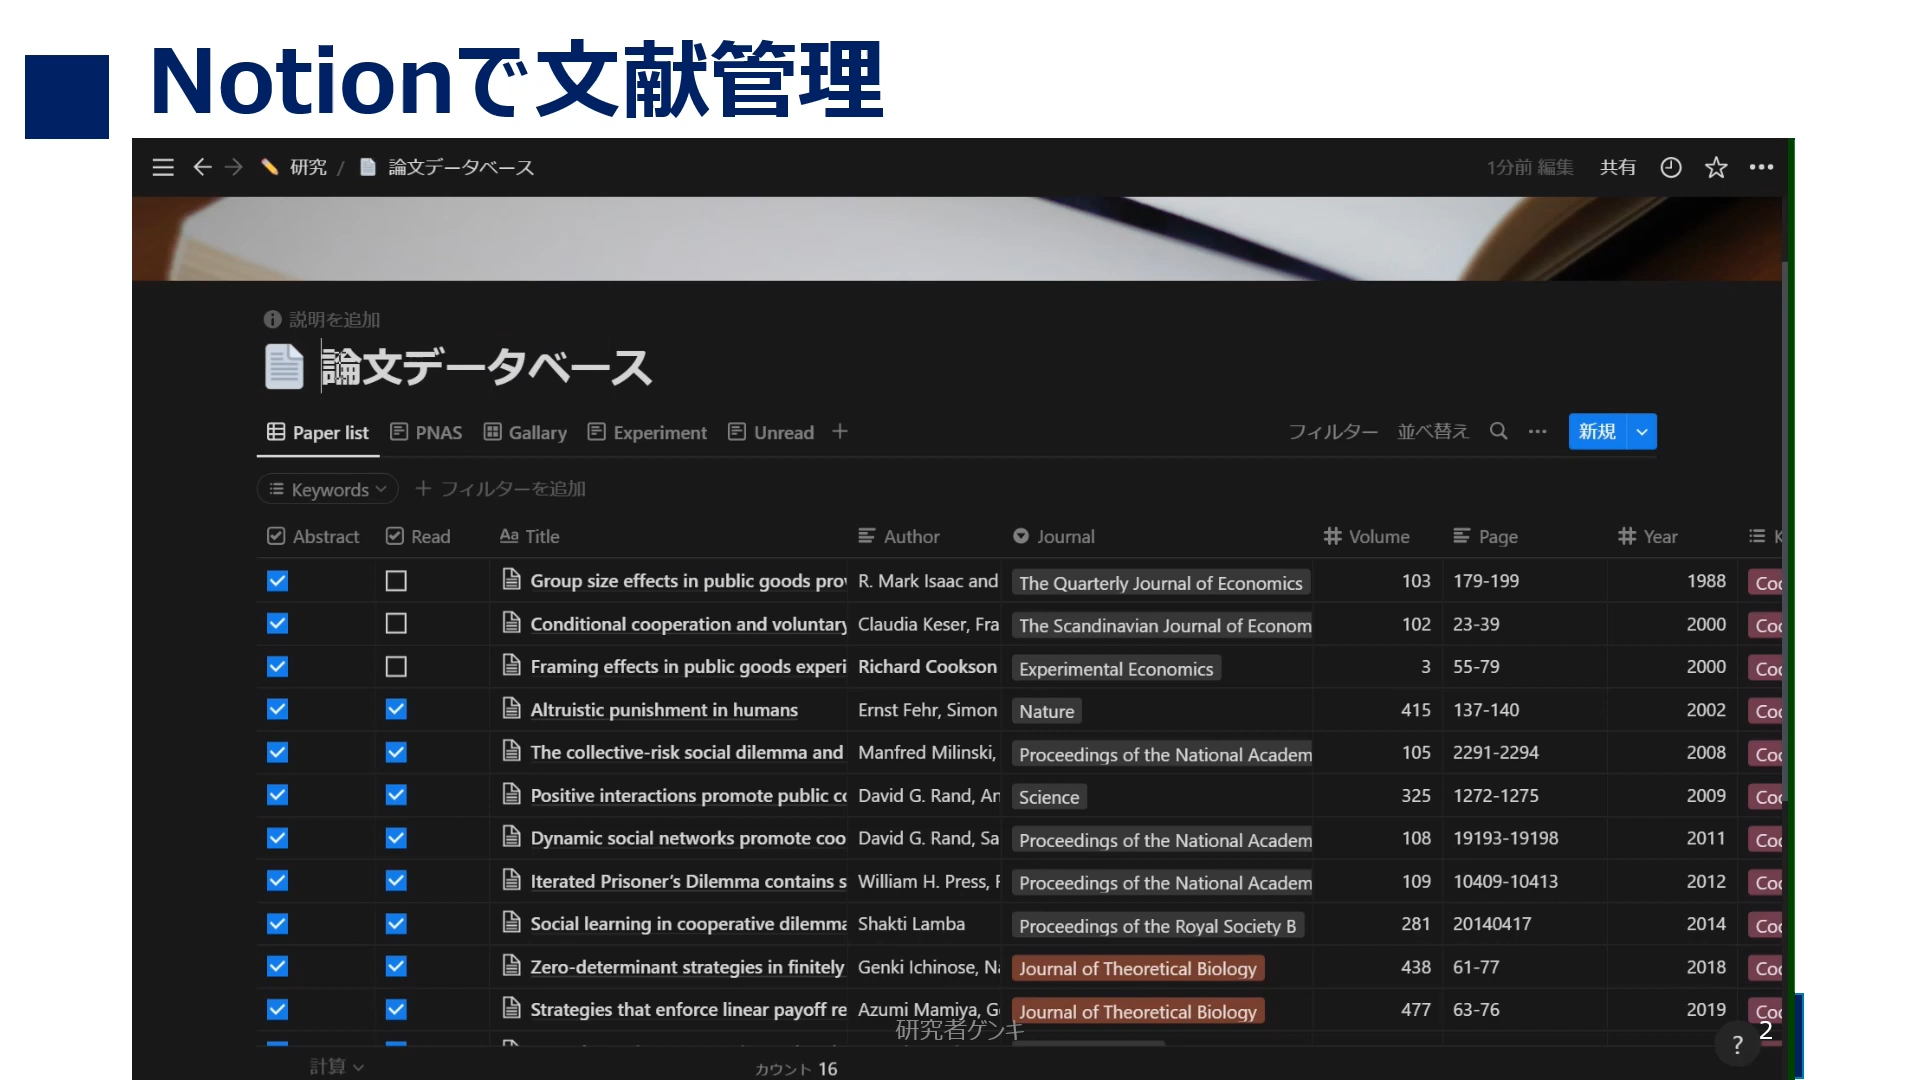 Notionで文献管理
研究 / 論文データベース
1分前 編集 共有
説明を追加
論文データベース
Paper list PNAS Gallary Experiment Unread
フィルター 並べ替え 新規
Keywords フィルターを追加
Abstract Read Aa Title Author Journal Volume Page Year
Group size effects in public goods R. Mark Isaac and The Quarterly Journal of Economics 103 179-199 1988
Conditional cooperation and voluntary Claudia Keser, Fra The Scandinavian Journal of Econom 102 23-39 2000
Framing effects in public goods experi Richard Cookson Experimental Economics 3 55-79 2000
Altruistic punishment in humans Ernst Fehr, Simon Nature 415 137-140 2002
The collective-risk social dilemma and Manfred Milinski, Proceedings of the National Academ 105 2291-2294 2008
Positive interactions promote public David G. Rand, Science 325 1272-1275 2009
Dynamic social networks promote coo David G. Rand, Sa Proceedings of the National Academ 108 19193-19198 2011
Iterated Prisoner's Dilemma contains s William H. Press, Proceedings of the National Academ 109 10409-10413 2012
Social learning in cooperative dilemma Shakti Lamba Proceedings of the Royal Society B 281 20140417 2014
Zero-determinant strategies in finitely Genki Ichinose, Journal of Theoretical Biology 438 61-77 2018
Strategies that enforce linear payoff re Azumi Mamiya, G Journal of Theoretical Biology 477 63-76 2019
研究者ゲンキ
2
?
計算 カウント 16